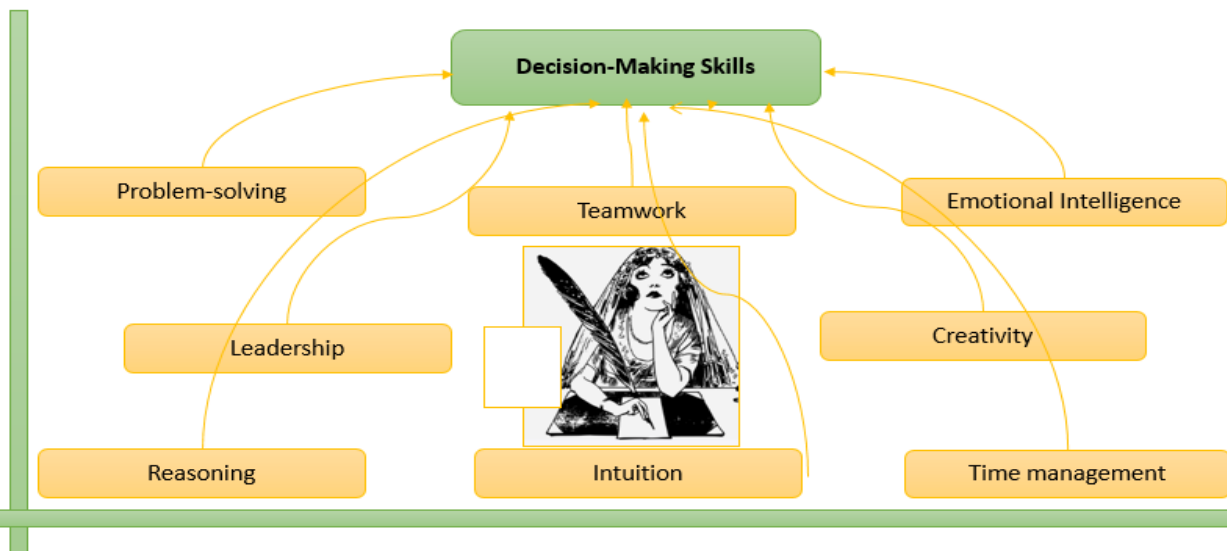 Decision-Making Skills
Problem-solving
Teamwork
Emotional Intelligence
Leadership
Creativity
Reasoning
Intuition
Time management